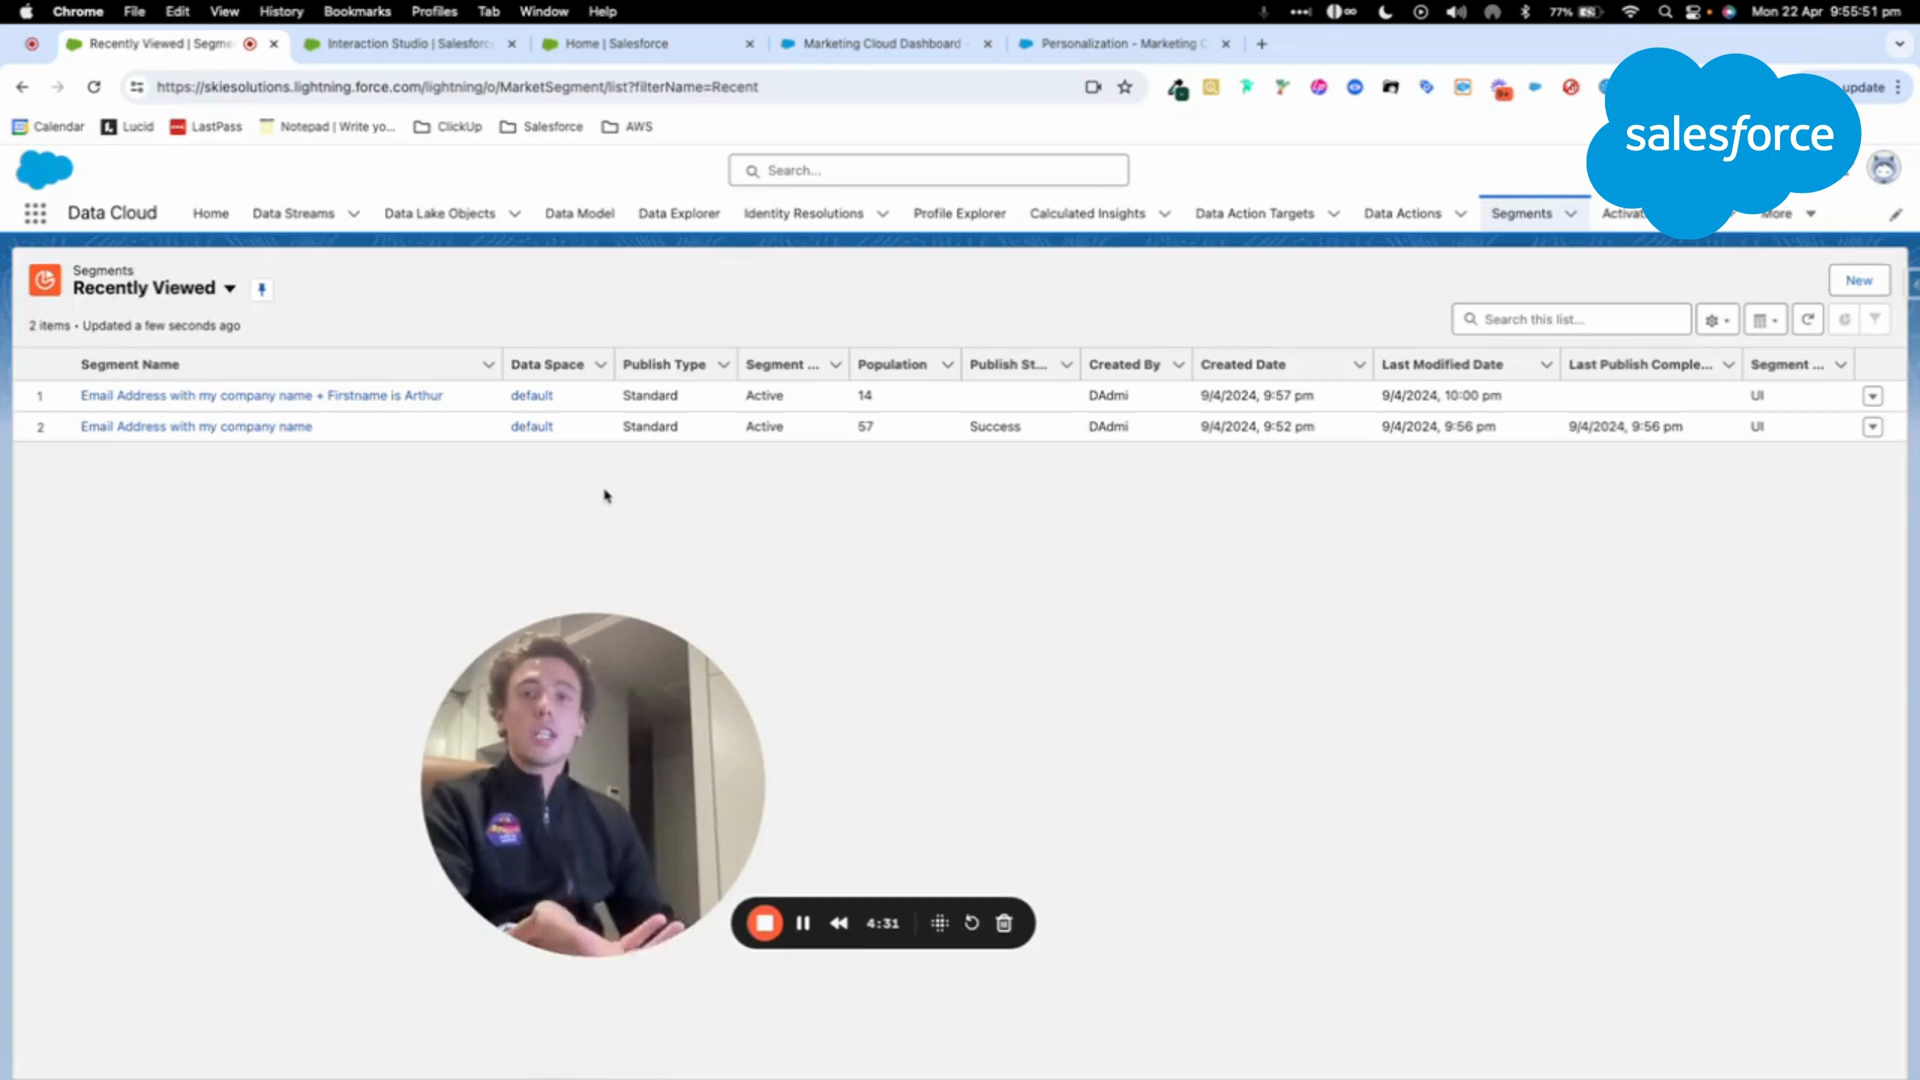 Chrome File Edit View History Bookmarks Profiles Tab Window Help 77% Mon 22 Apr 9:55:51 pm
Recently Viewed | Segme Interaction Studio | Salesforc Home | Salesforce Marketing Cloud Dashboard Personalization - Marketing C
https://skiesolutions.lightning.force.com/lightning/o/MarketSegment/list?filterName=Recent update
Calendar Lucid LastPass Notepad | Write yo... ClickUp Salesforce AWS
salesforce
Search...
Data Cloud Home Data Streams Data Lake Objects Data Model Data Explorer Identity Resolutions Profile Explorer Calculated Insights Data Action Targets Data Actions Segments Activat More
Segments
Recently Viewed
New
2 items • Updated a few seconds ago
Search this list...
Segment Name Data Space Publish Type Segment ... Population Publish St... Created By Created Date Last Modified Date Last Publish Comple... Segment ...
1 Email Address with my company name + Firstname is Arthur default Standard Active 14 DAdmi 9/4/2024, 9:57 pm 9/4/2024, 10:00 pm UI
2 Email Address with my company name default Standard Active 57 Success DAdmi 9/4/2024, 9:52 pm 9/4/2024, 9:56 pm 9/4/2024, 9:56 pm UI
4:31